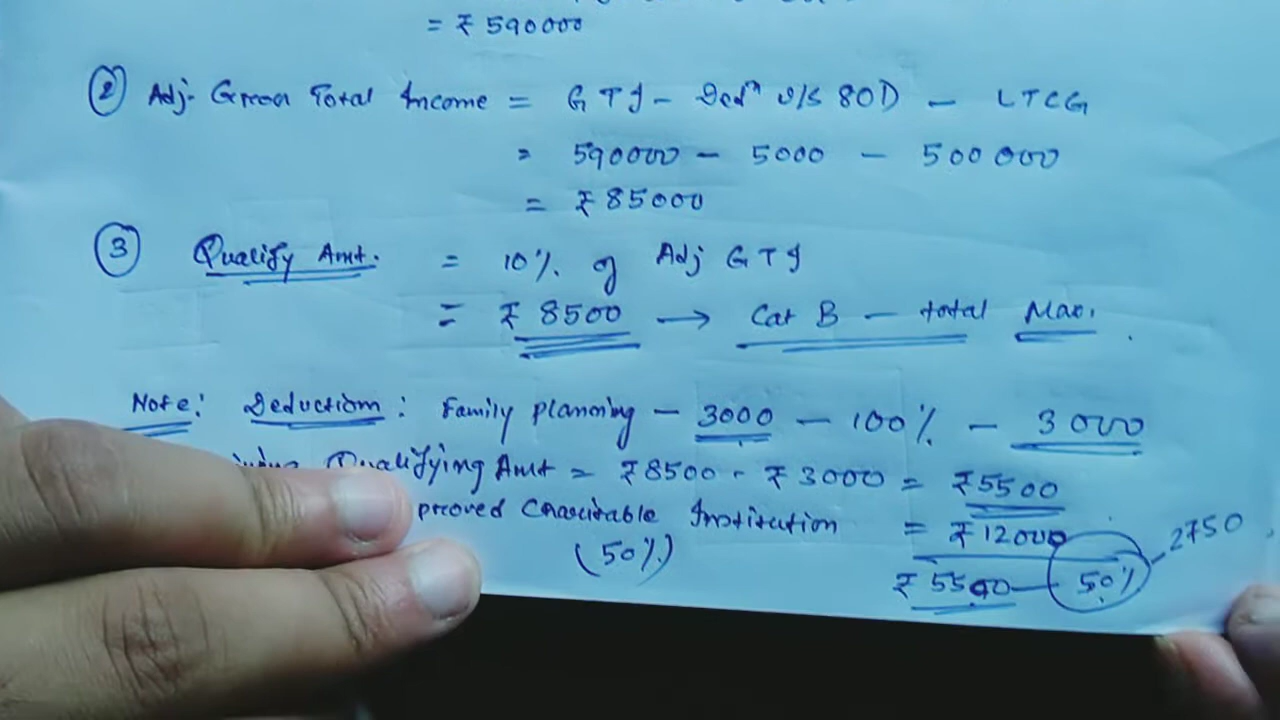 = ₹ 590000
② Adj. Gross Total Income = GTI - Dedⁿ U/S 80D - LTCG
= 590000 - 5000 - 500000
= ₹ 85000
③ Qualify Amt. = 10% of Adj GTI
= ₹ 8500 → Cat B - total Max.
Note: Deduction: Family planning - 3000 - 100% - 3000
Qualifying Amt = ₹8500 - ₹3000 = ₹5500
proved Charitable Institution = ₹12000
(50%) ₹5500 - 50% - 2750